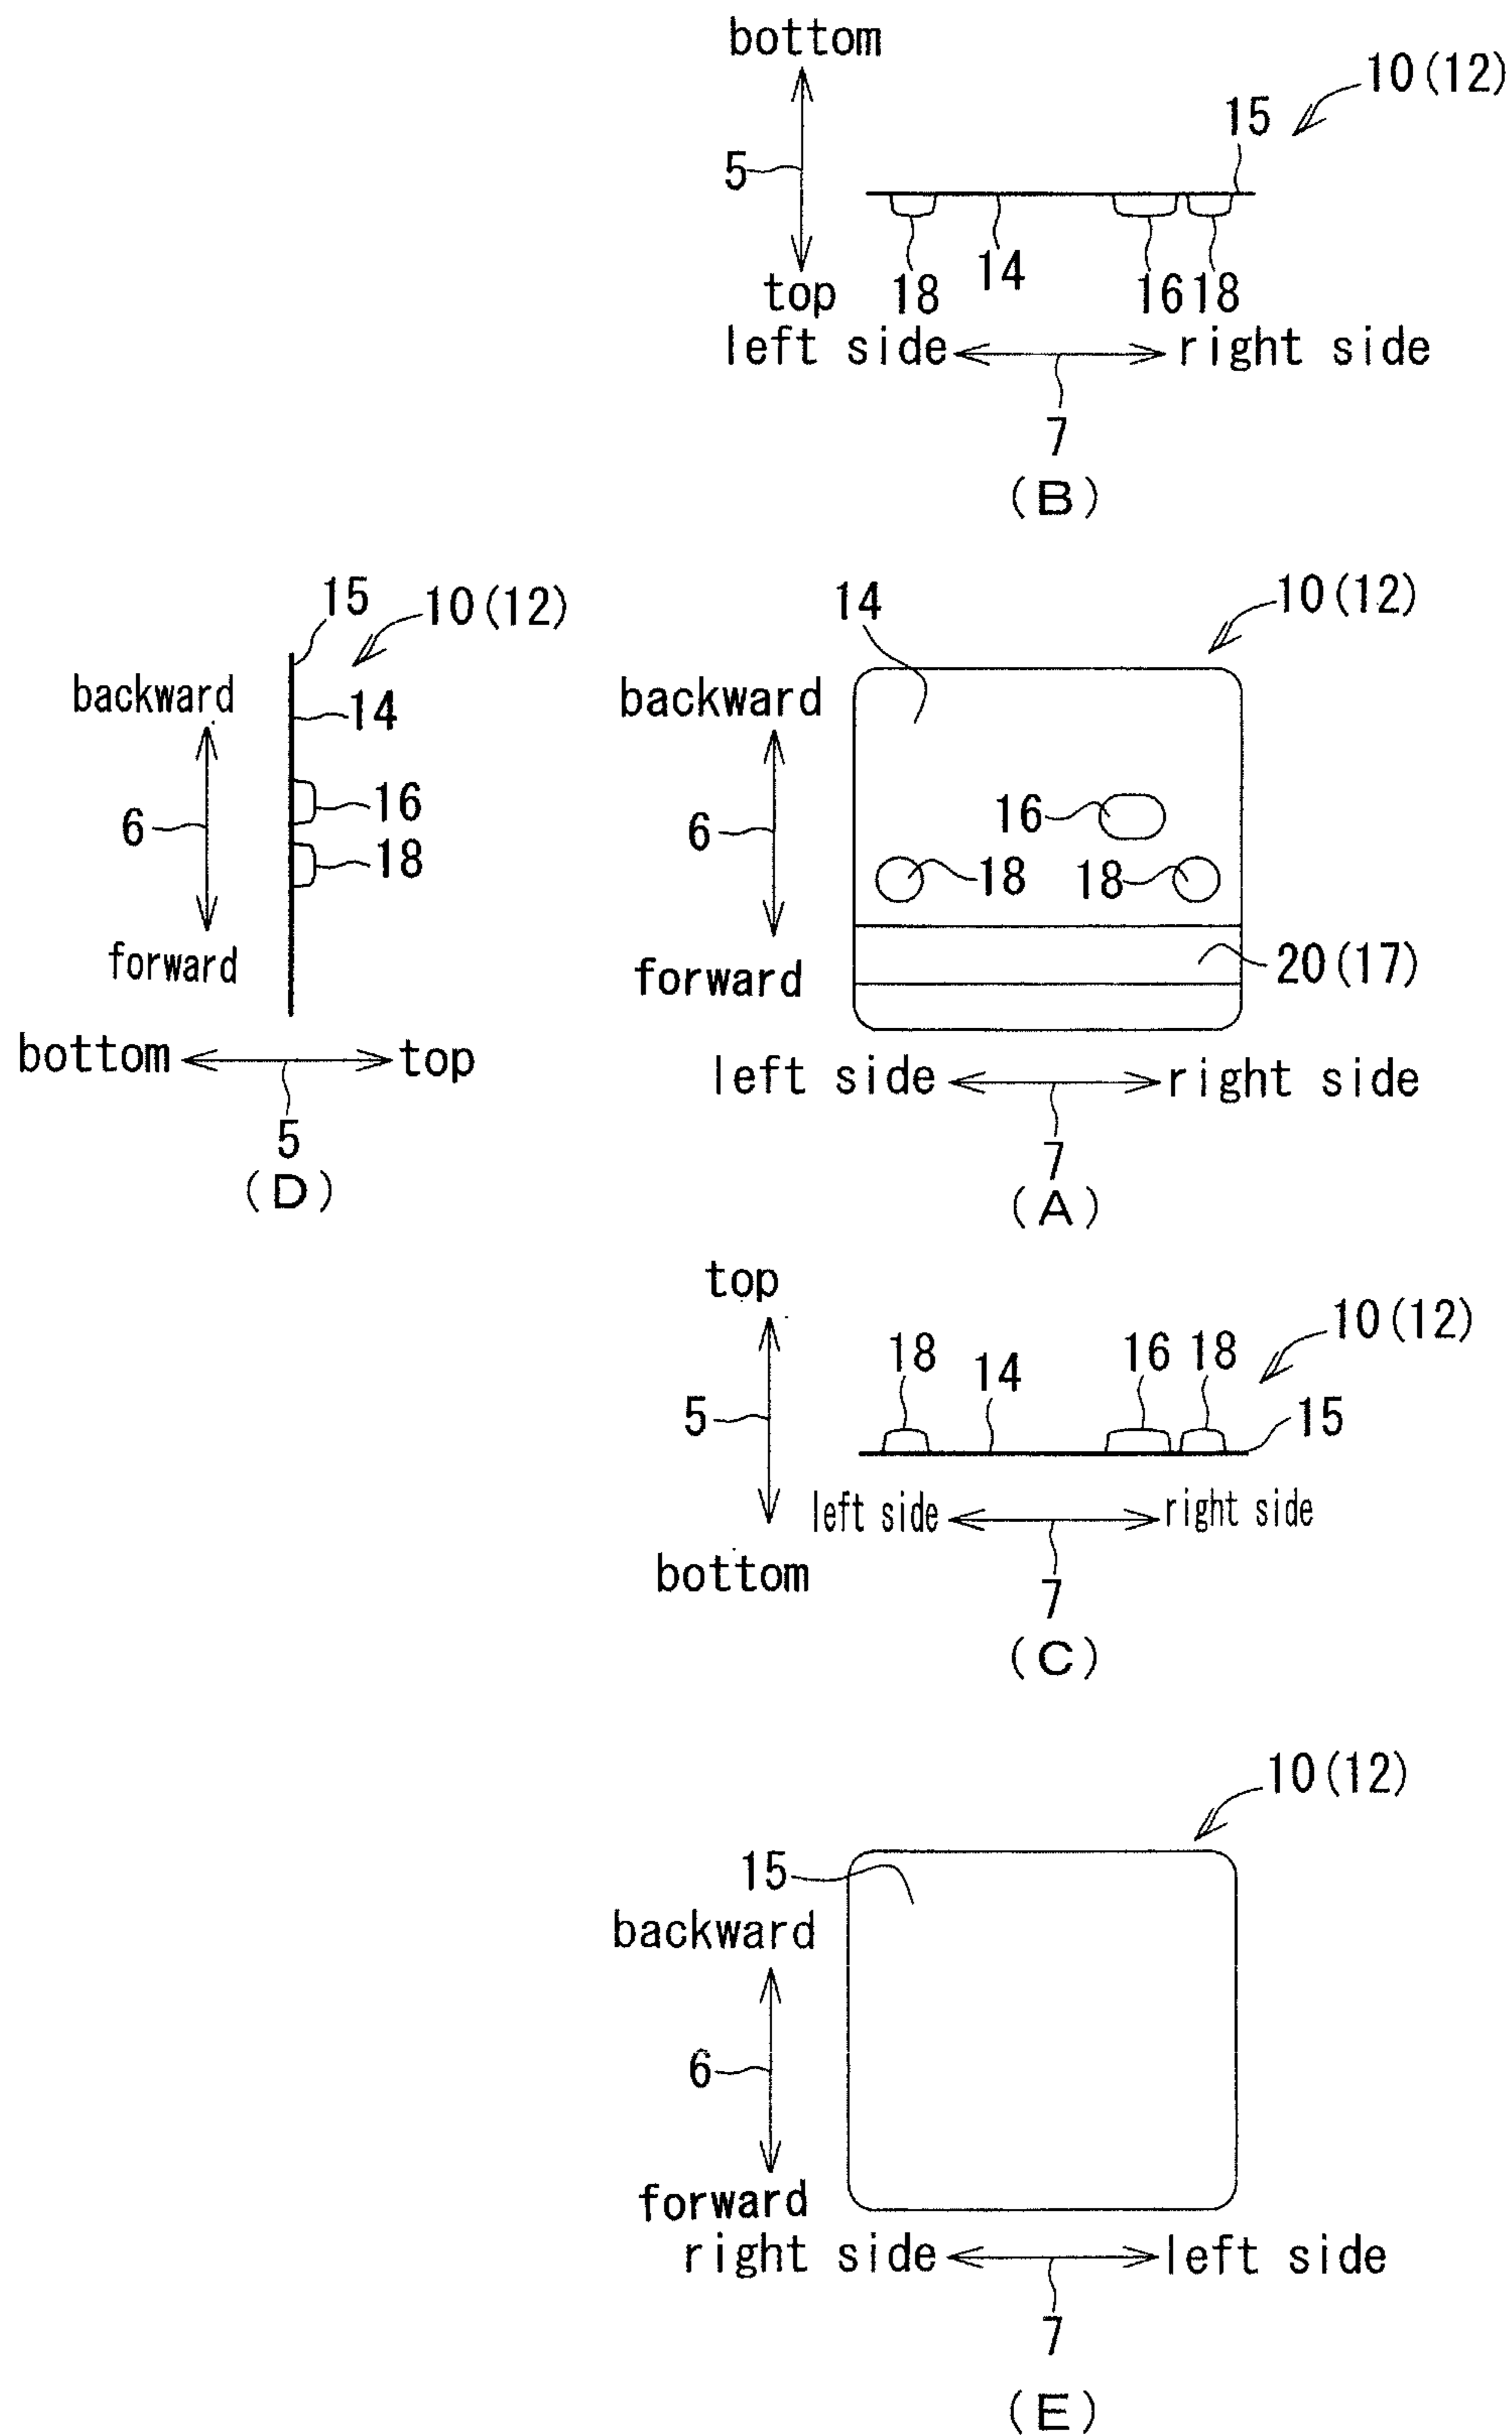 bottom
10(12)
15
5
18
14
16 18
top
left side
right side
7
(B)
15
10(12)
14
backward
16
6
18
forward
bottom
top
5
(D)
14
10(12)
backward
16
6
18
18
20(17)
forward
left side
right side
7
(A)
top
10(12)
18
14
16
18
5
15
left side
right side
bottom
7
(C)
10(12)
15
backward
6
forward
right side
left side
7
(E)